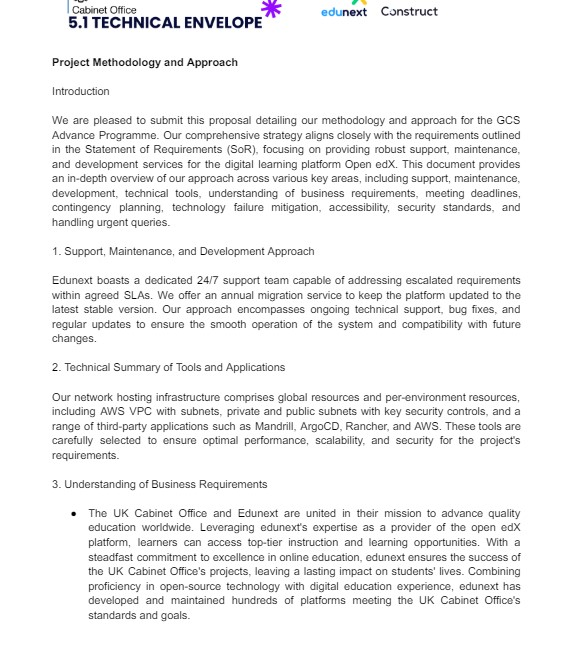 Cabinet Office
5.1 TECHNICAL ENVELOPE
edunext Construct
Project Methodology and Approach
Introduction
We are pleased to submit this proposal detailing our methodology and approach for the GCS
Advance Programme. Our comprehensive strategy aligns closely with the requirements outlined
in the Statement of Requirements (SoR), focusing on providing robust support, maintenance,
and development services for the digital learning platform Open edX. This document provides
an in-depth overview of our approach across various key areas, including support, maintenance,
development, technical tools, understanding of business requirements, meeting deadlines,
contingency planning, technology failure mitigation, accessibility, security standards, and
handling urgent queries.
1. Support, Maintenance, and Development Approach
Edunext boasts a dedicated 24/7 support team capable of addressing escalated requirements
within agreed SLAs. We offer an annual migration service to keep the platform updated to the
latest stable version. Our approach encompasses ongoing technical support, bug fixes, and
regular updates to ensure the smooth operation of the system and compatibility with future
changes.
2. Technical Summary of Tools and Applications
Our network hosting infrastructure comprises global resources and per-environment resources,
including AWS VPC with subnets, private and public subnets with key security controls, and a
range of third-party applications such as Mandrill, ArgoCD, Rancher, and AWS. These tools are
carefully selected to ensure optimal performance, scalability, and security for the project's
requirements.
3. Understanding of Business Requirements
● The UK Cabinet Office and Edunext are united in their mission to advance quality
education worldwide. Leveraging edunext's expertise as a provider of the open edX
platform, learners can access top-tier instruction and learning opportunities. With a
steadfast commitment to excellence in online education, edunext ensures the success of
the UK Cabinet Office's projects, leaving a lasting impact on students' lives. Combining
proficiency in open-source technology with digital education experience, edunext has
developed and maintained hundreds of platforms meeting the UK Cabinet Office's
standards and goals.